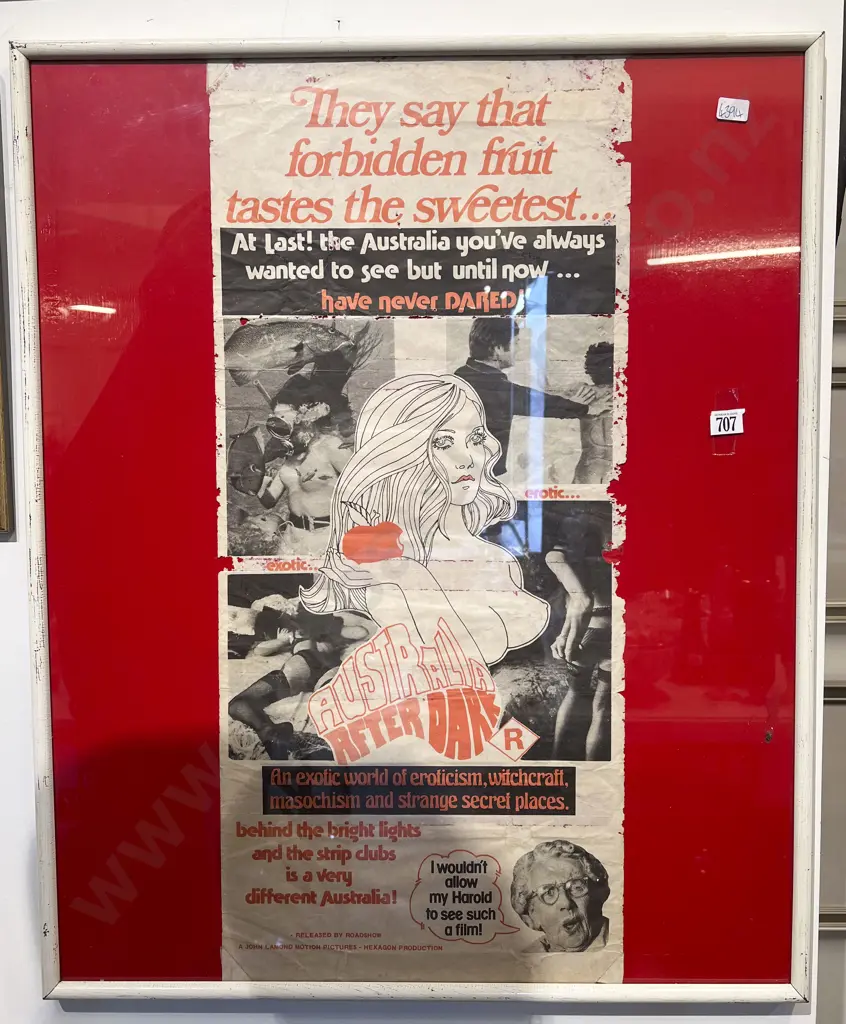 They say that
forbidden fruit
tastes the sweetest...
At Last! the Australia you've always
wanted to see but until now ...
have never DARED!
erotic...
exotic...
AUSTRALIA
AFTER DARK
R
An exotic world of eroticism, witchcraft,
masochism and strange secret places.
behind the bright lights
and the strip clubs
is a very
different Australia!
I wouldn't
allow
my Harold
to see such
a film!
- RELEASED BY ROADSHOW
A JOHN LAMOND MOTION PICTURES - HEXAGON PRODUCTION
707
www.
o.nz